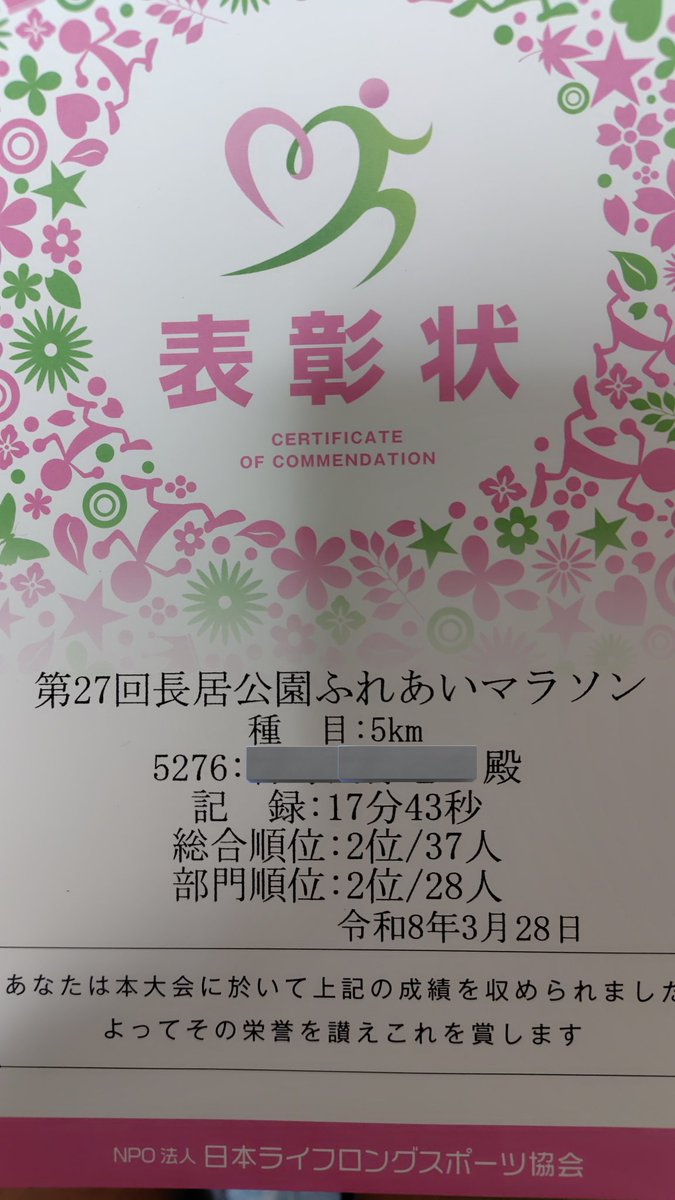 表彰状
CERTIFICATE
OF COMMENDATION
第27回長居公園ふれあいマラソン
種　目:5km
5276: 殿
記　録:17分43秒
総合順位:2位/37人
部門順位:2位/28人
令和8年3月28日
あなたは本大会に於いて上記の成績を収められました
よってその栄誉を讃えこれを賞します
NPO法人 日本ライフロングスポーツ協会